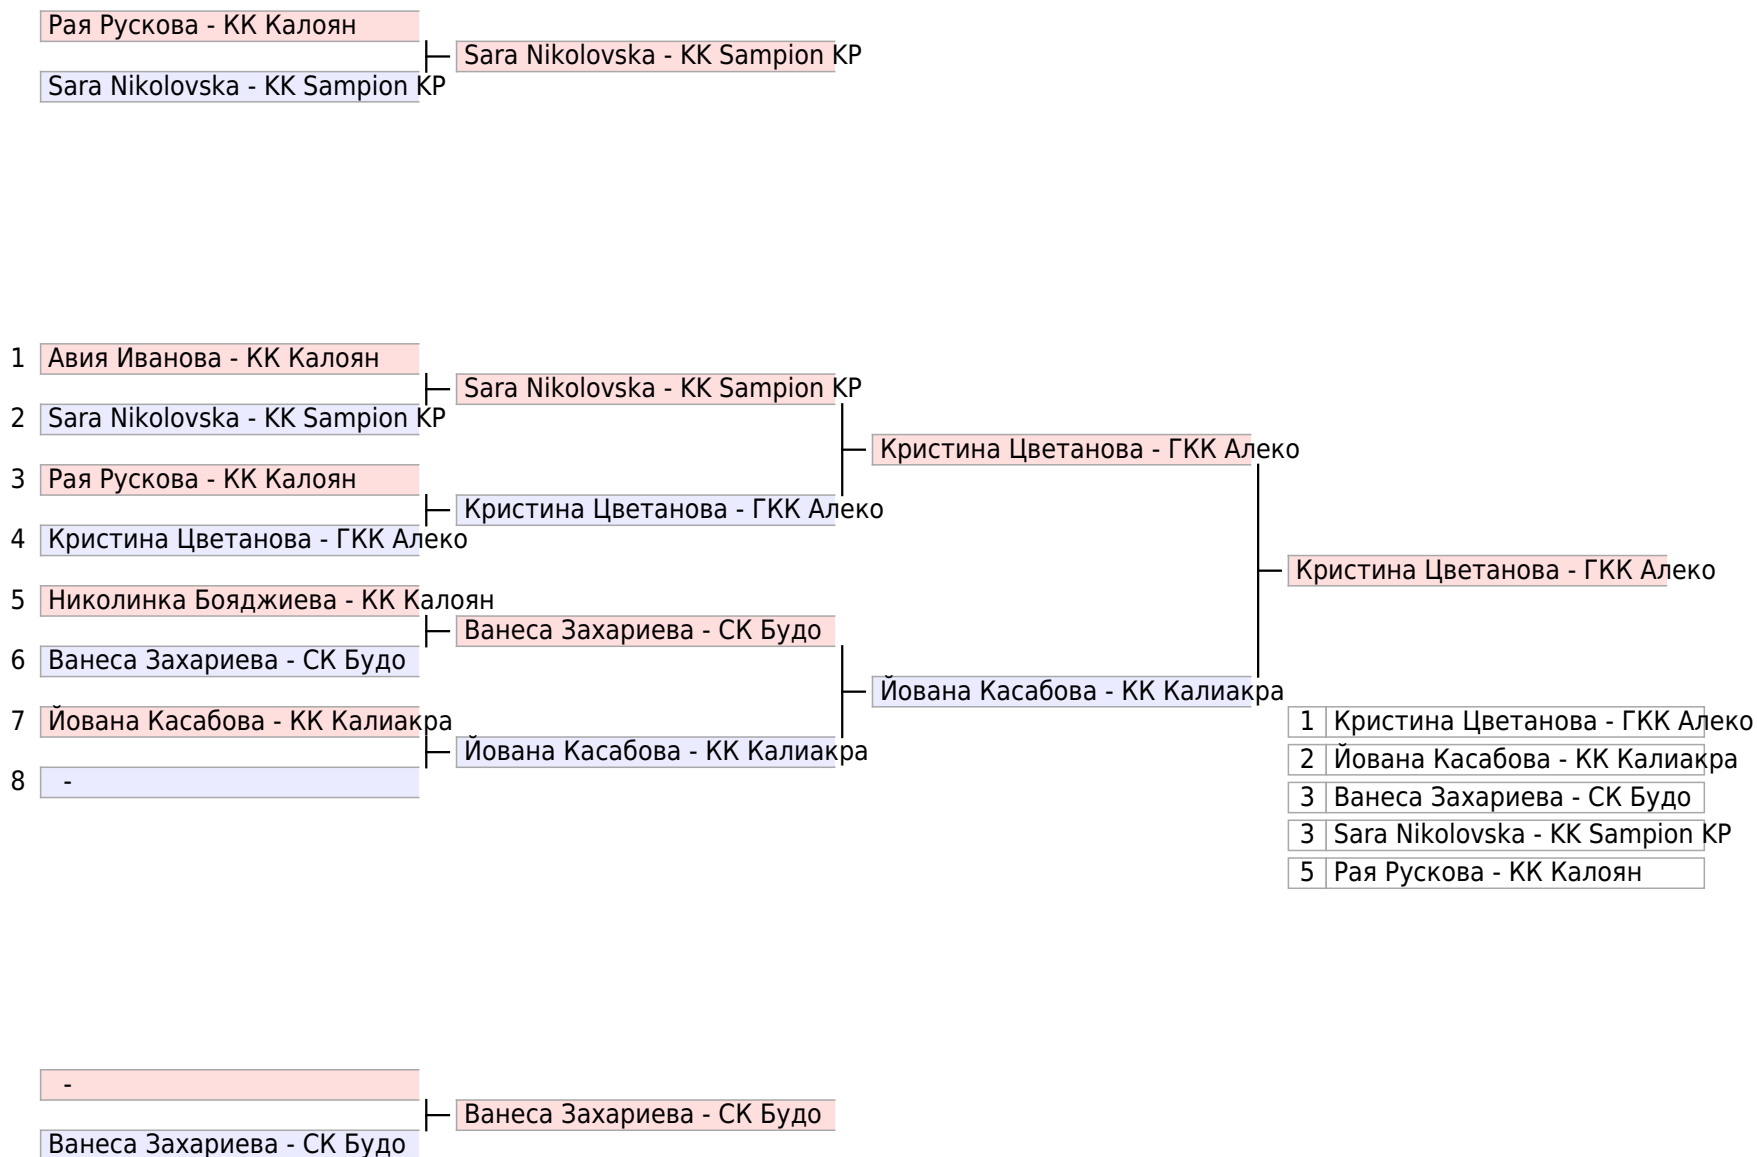 Рая Рускова - КК Калоян
Sara Nikolovska - KK Sampion KP
Sara Nikolovska - KK Sampion KP
1 Авия Иванова - КК Калоян
Sara Nikolovska - KK Sampion KP
2 Sara Nikolovska - KK Sampion KP
Кристина Цветанова - ГКК Алеко
3 Рая Рускова - КК Калоян
Кристина Цветанова - ГКК Алеко
4 Кристина Цветанова - ГКК Алеко
Кристина Цветанова - ГКК Алеко
5 Николинка Бояджиева - КК Калоян
Ванеса Захариева - СК Будо
6 Ванеса Захариева - СК Будо
Йована Касабова - КК Калиакра
7 Йована Касабова - КК Калиакра
Йована Касабова - КК Калиакра
8 -
1 Кристина Цветанова - ГКК Алеко
2 Йована Касабова - КК Калиакра
3 Ванеса Захариева - СК Будо
3 Sara Nikolovska - KK Sampion KP
5 Рая Рускова - КК Калоян
-
Ванеса Захариева - СК Будо
Ванеса Захариева - СК Будо